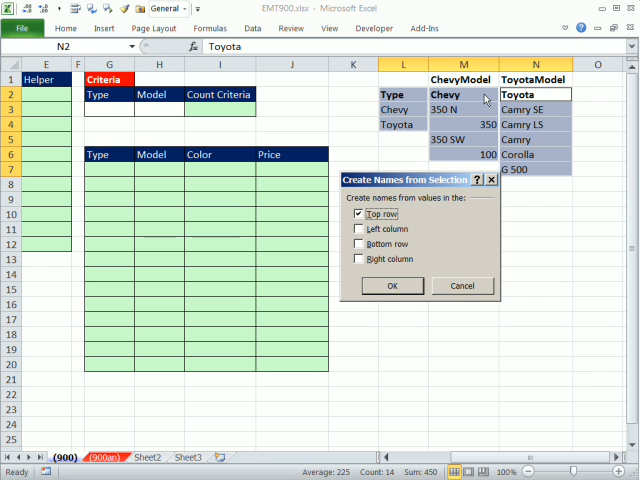 General
EMT900.xlsx - Microsoft Excel
File Home Insert Page Layout Formulas Data Review View Developer Add-Ins
N2 fx Toyota
E F G H I J K L M N O
1 Helper Criteria ChevyModel ToyotaModel
2 Type Model Count Criteria Type Chevy Toyota
3 Chevy 350 N Camry SE
4 Toyota 350 Camry LS
5 350 SW Camry
6 Type Model Color Price 100 Corolla
7 G 500
8
9
10
11
12
13
14
15
16
17
18
19
20
21
22
23
24
25
Create Names from Selection ? X
Create names from values in the:
Top row
Left column
Bottom row
Right column
OK Cancel
(900) (900an) Sheet2 Sheet3
Ready Average: 225 Count: 14 Sum: 450 100%